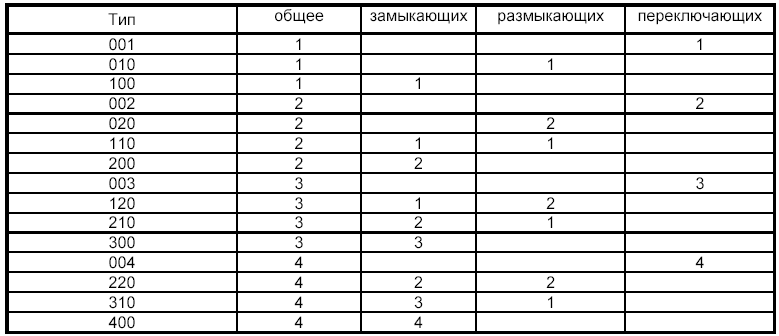 Тип общее замыкающих размыкающих переключающих
001 1 1
010 1 1
100 1 1
002 2 2
020 2 2
110 2 1 1
200 2 2
003 3 3
120 3 1 2
210 3 2 1
300 3 3
004 4 4
220 4 2 2
310 4 3 1
400 4 4